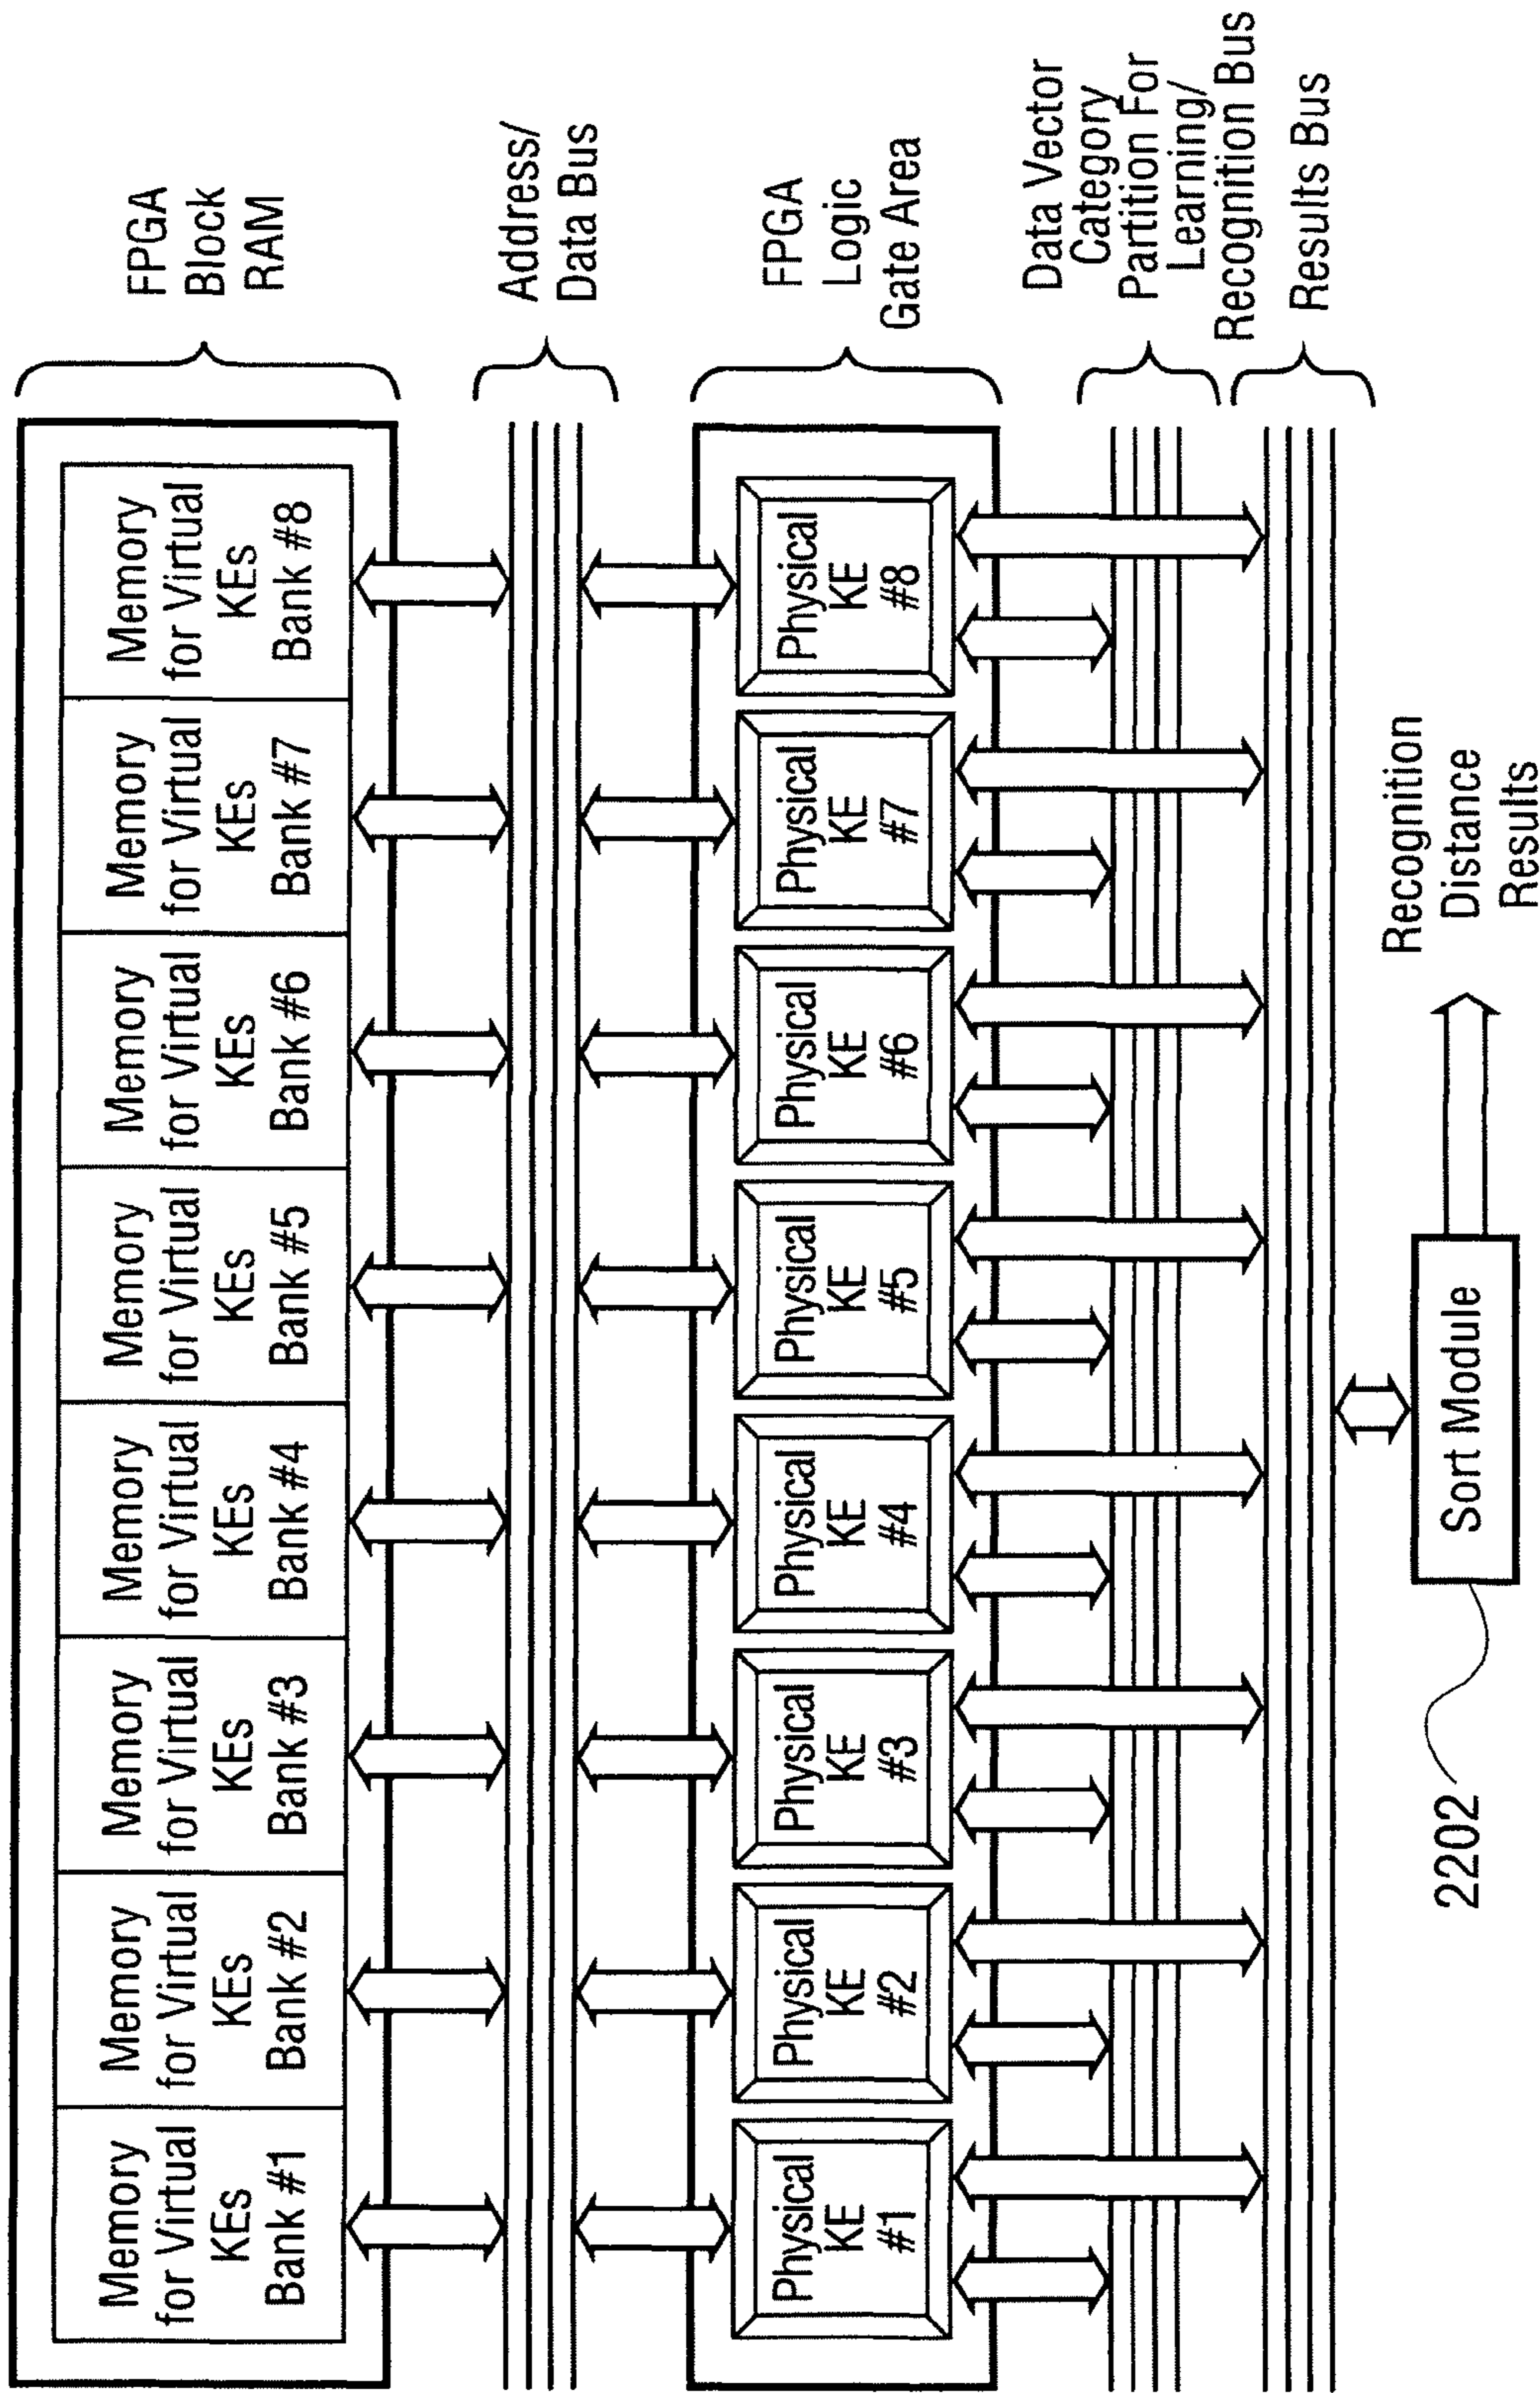 Memory
for Virtual
KEs
Bank #1
Memory
for Virtual
KEs
Bank #2
Memory
for Virtual
KEs
Bank #3
Memory
for Virtual
KEs
Bank #4
Memory
for Virtual
KEs
Bank #5
Memory
for Virtual
KEs
Bank #6
Memory
for Virtual
KEs
Bank #7
Memory
for Virtual
KEs
Bank #8
FPGA
Block
RAM
Address/
Data Bus
Physical
KE
#1
Physical
KE
#2
Physical
KE
#3
Physical
KE
#4
Physical
KE
#5
Physical
KE
#6
Physical
KE
#7
Physical
KE
#8
FPGA
Logic
Gate Area
Data Vector
Category
Partition For
Learning/
Recognition Bus
Results Bus
2202
Sort Module
Recognition
Distance
Results